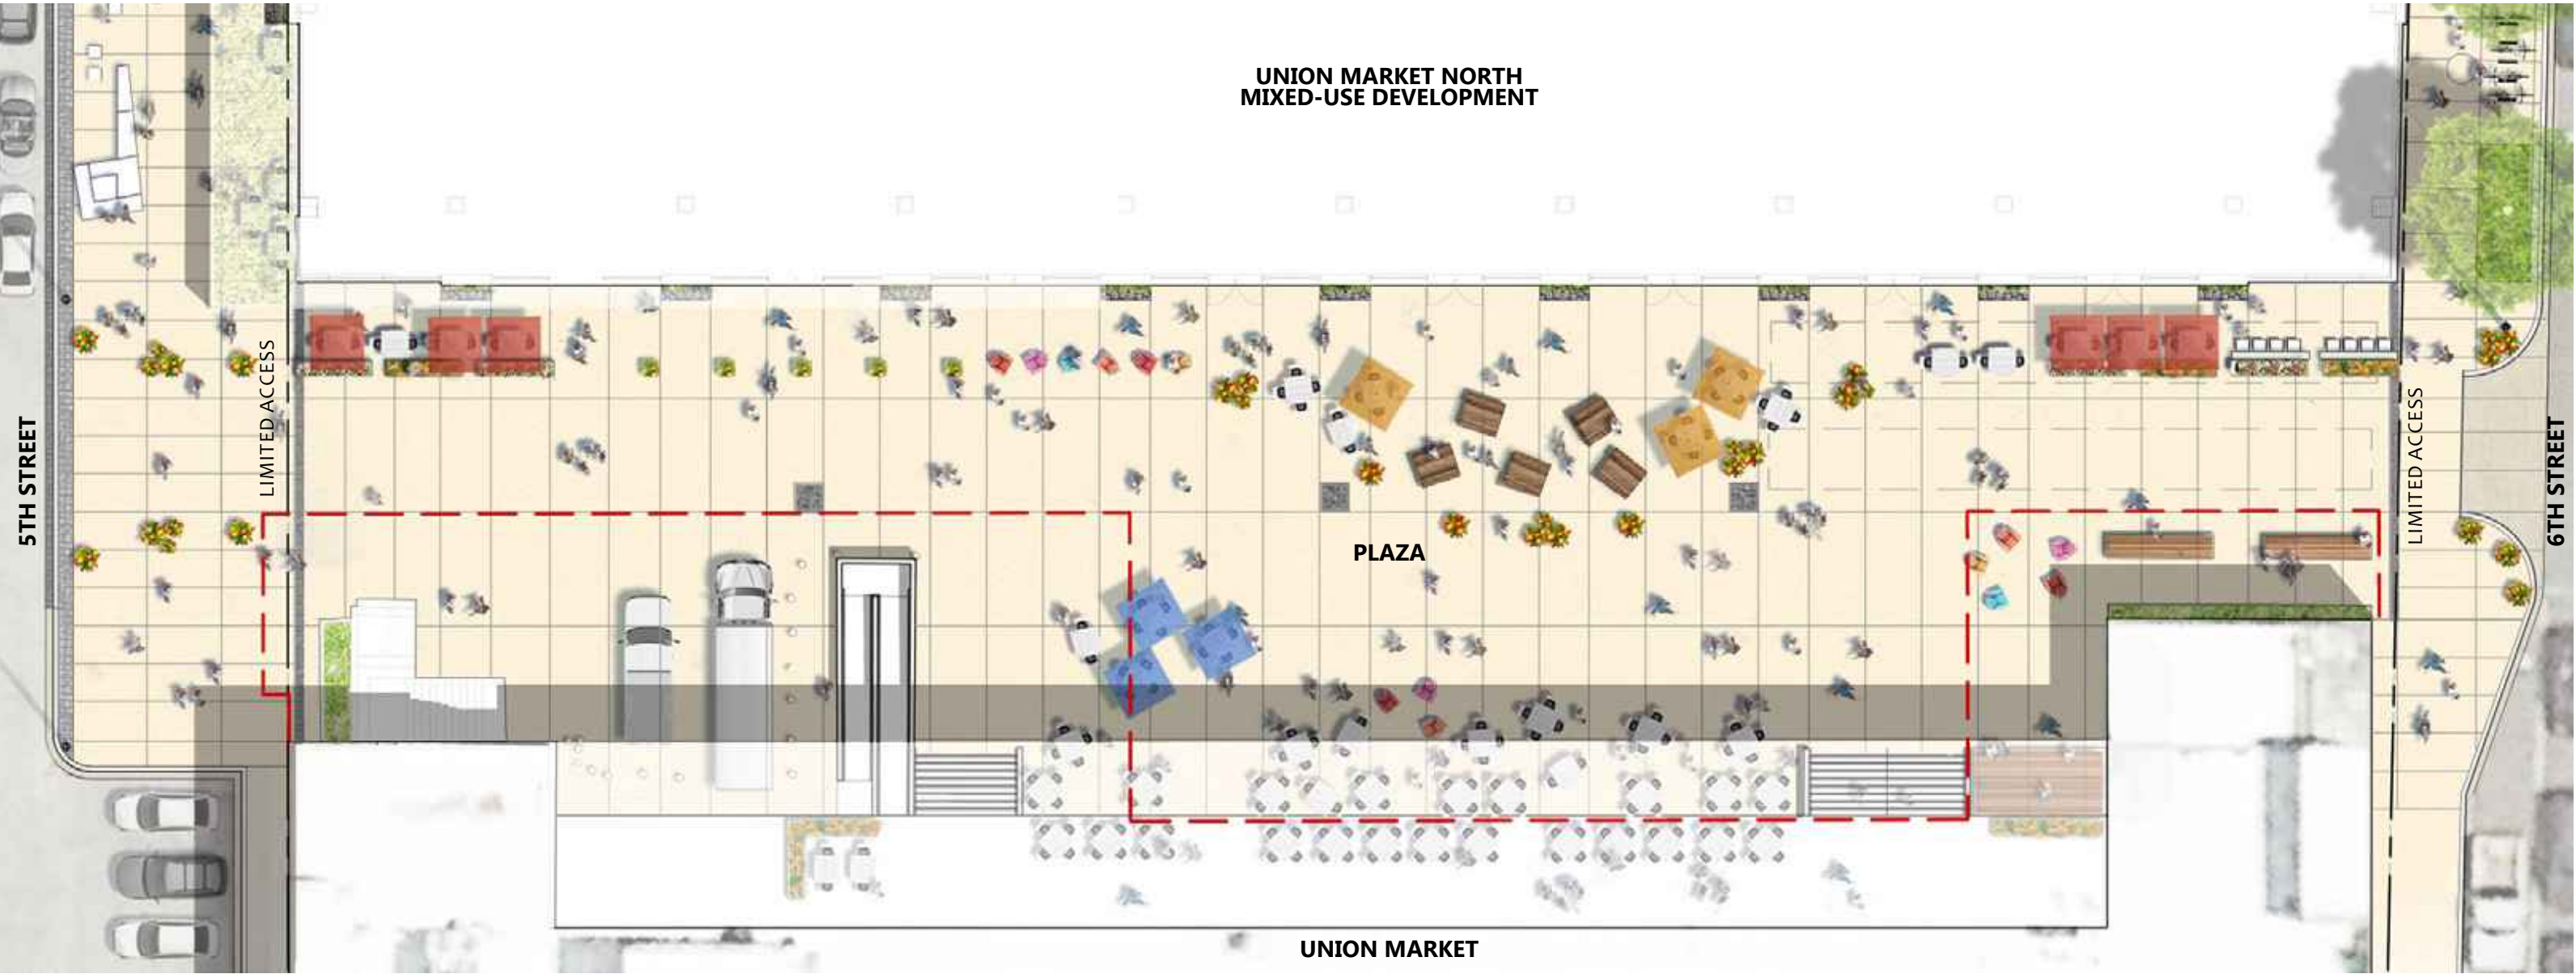 UNION MARKET NORTH
MIXED-USE DEVELOPMENT
5TH STREET
LIMITED ACCESS
PLAZA
LIMITED ACCESS
6TH STREET
UNION MARKET